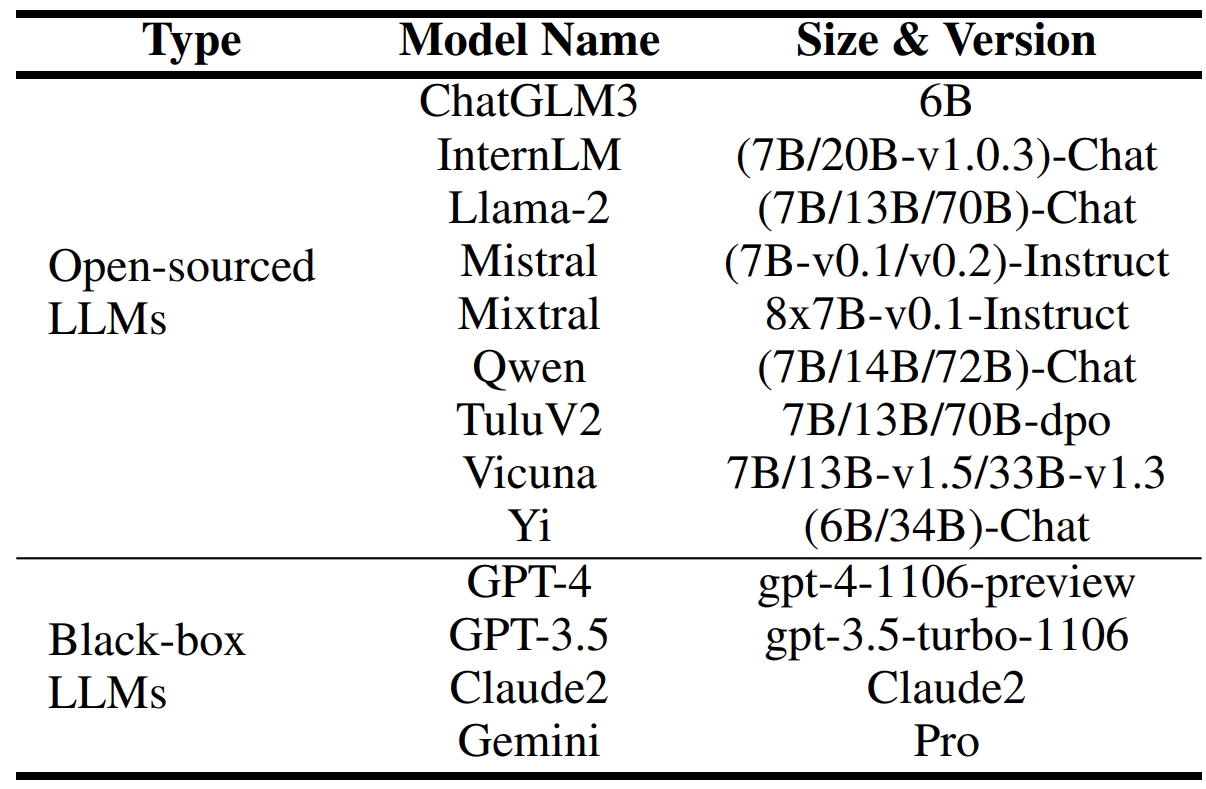 Type Model Name Size & Version
ChatGLM3 6B
InternLM (7B/20B-v1.0.3)-Chat
Llama-2 (7B/13B/70B)-Chat
Open-sourced LLMs Mistral (7B-v0.1/v0.2)-Instruct
Mixtral 8x7B-v0.1-Instruct
Qwen (7B/14B/72B)-Chat
TuluV2 7B/13B/70B-dpo
Vicuna 7B/13B-v1.5/33B-v1.3
Yi (6B/34B)-Chat
GPT-4 gpt-4-1106-preview
Black-box LLMs GPT-3.5 gpt-3.5-turbo-1106
Claude2 Claude2
Gemini Pro